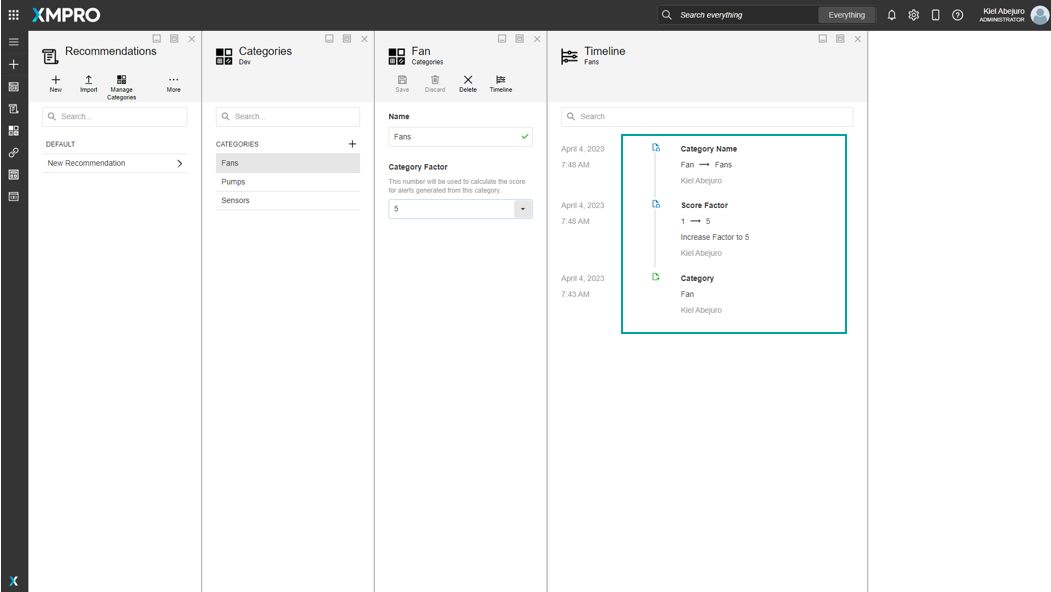 XMPRO
Search everything
Everything
Kiel Abejuro
ADMINISTRATOR
Recommendations
New
Import
Manage
Categories
More
Search...
DEFAULT
New Recommendation
Categories
Dev
Search...
CATEGORIES
Fans
Pumps
Sensors
Fan
Categories
Save
Discard
Delete
Timeline
Name
Fans
Category Factor
This number will be used to calculate the score
for alerts generated from this category.
5
Timeline
Fans
Search
April 4, 2023
7:48 AM
Category Name
Fan → Fans
Kiel Abejuro
April 4, 2023
7:48 AM
Score Factor
1 → 5
Increase Factor to 5
Kiel Abejuro
April 4, 2023
7:43 AM
Category
Fan
Kiel Abejuro
X